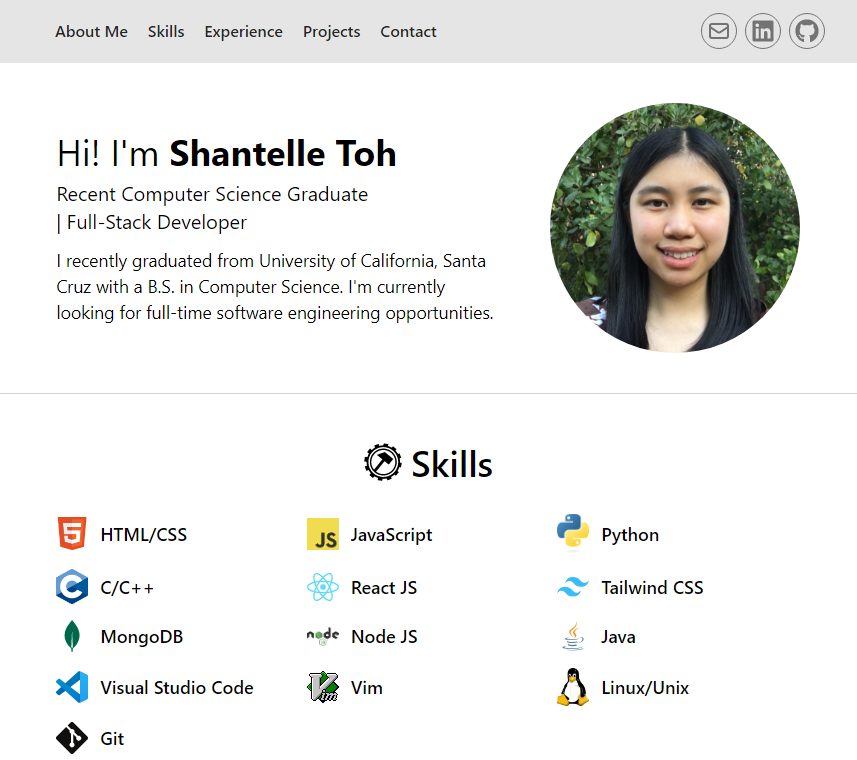 About Me Skills Experience Projects Contact
in
Hi! I'm Shantelle Toh
Recent Computer Science Graduate
| Full-Stack Developer
I recently graduated from University of California, Santa
Cruz with a B.S. in Computer Science. I'm currently
looking for full-time software engineering opportunities.
Skills
5 HTML/CSS JS JavaScript Python
C C/C++ React JS Tailwind CSS
MongoDB node Node JS Java
Visual Studio Code Vim Vim Linux/Unix
Git